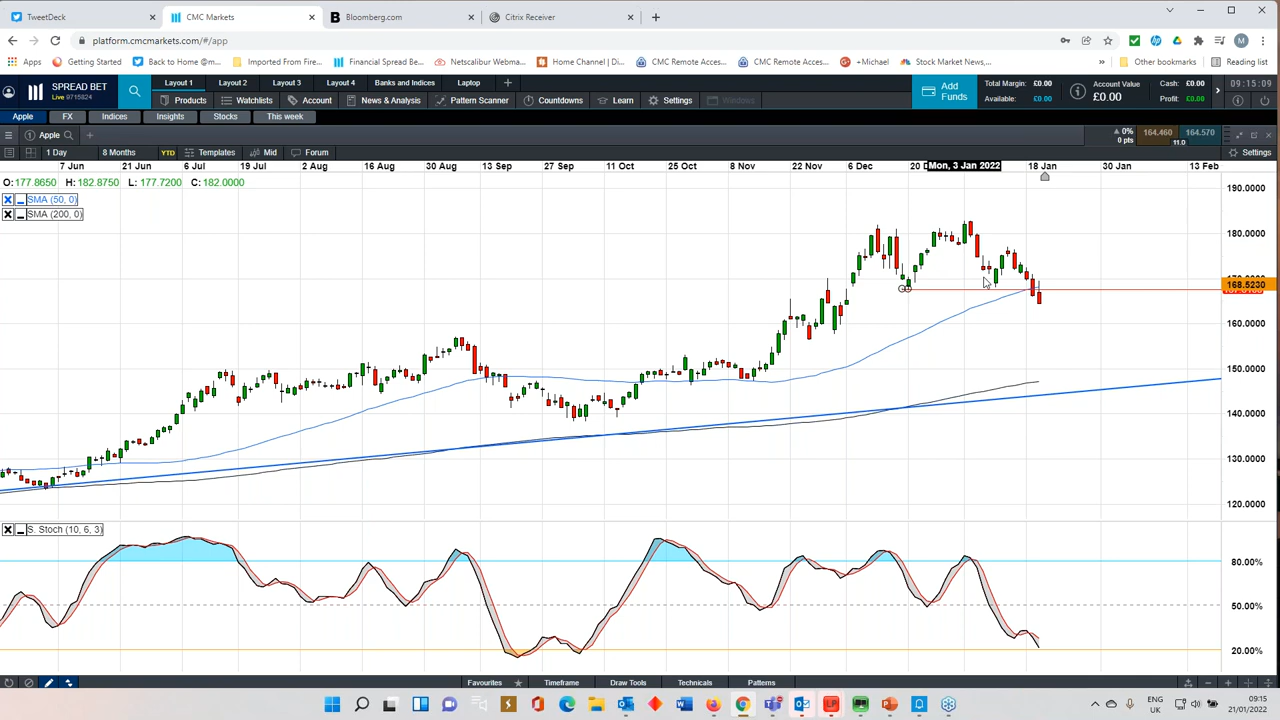 TweetDeck CMC Markets Bloomberg.com Citrix Receiver
platform.cmcmarkets.com/#/app
Apps Getting Started Back to Home @m... Imported From Fire... Financial Spread Be... Netscalibur Webma... Home Channel | Di... CMC Remote Acces... CMC Remote Acces... +Michael Stock Market News,... Other bookmarks Reading list
SPREAD BET
Live 9715824
Layout 1 Layout 2 Layout 3 Layout 4 Banks and Indices Laptop
Products Watchlists Account News & Analysis Pattern Scanner Countdowns Learn Settings Windows
Add Funds
Total Margin: £0.00
Available: £0.00
Account Value
£0.00
Cash: £0.00
Profit: £0.00
09:15:09
Apple FX Indices Insights Stocks This week
Apple
0%
0 pts
164.460 164.570
11.0
1 Day 8 Months YTD Templates Mid Forum Settings
7 Jun 21 Jun 6 Jul 19 Jul 2 Aug 16 Aug 30 Aug 13 Sep 27 Sep 11 Oct 25 Oct 8 Nov 22 Nov 6 Dec 20 Mon, 3 Jan 2022 18 Jan 30 Jan 13 Feb
O: 177.8650 H: 182.8750 L: 177.7200 C: 182.0000
SMA (50, 0)
SMA (200, 0)
190.0000
180.0000
168.5230
160.0000
150.0000
140.0000
130.0000
120.0000
S. Stoch (10, 6, 3)
80.00%
50.00%
20.00%
Favourites Timeframe Draw Tools Technicals Patterns
ENG
UK
09:15
21/01/2022